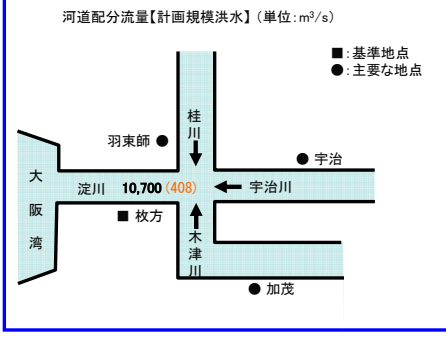 河道配分流量【計画規模洪水】（単位:m³/s）
■:基準地点
●:主要な地点
桂川
羽束師 ●
● 宇治
大阪湾
淀川 10,700 (408)
宇治川
■ 枚方
木津川
● 加茂